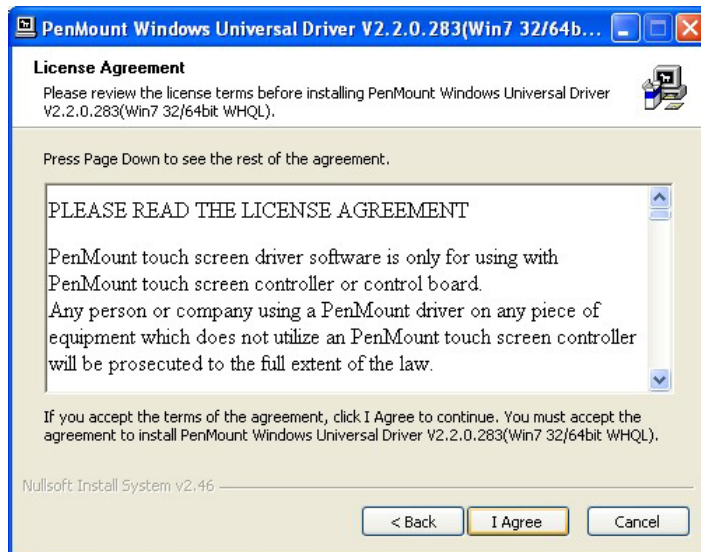 PenMount Windows Universal Driver V2.2.0.283(Win7 32/64b...
License Agreement
Please review the license terms before installing PenMount Windows Universal Driver
V2.2.0.283(Win7 32/64bit WHQL).
Press Page Down to see the rest of the agreement.
PLEASE READ THE LICENSE AGREEMENT
PenMount touch screen driver software is only for using with
PenMount touch screen controller or control board.
Any person or company using a PenMount driver on any piece of
equipment which does not utilize an PenMount touch screen controller
will be prosecuted to the full extent of the law.
If you accept the terms of the agreement, click I Agree to continue. You must accept the
agreement to install PenMount Windows Universal Driver V2.2.0.283(Win7 32/64bit WHQL).
Nullsoft Install System v2.46
< Back I Agree Cancel